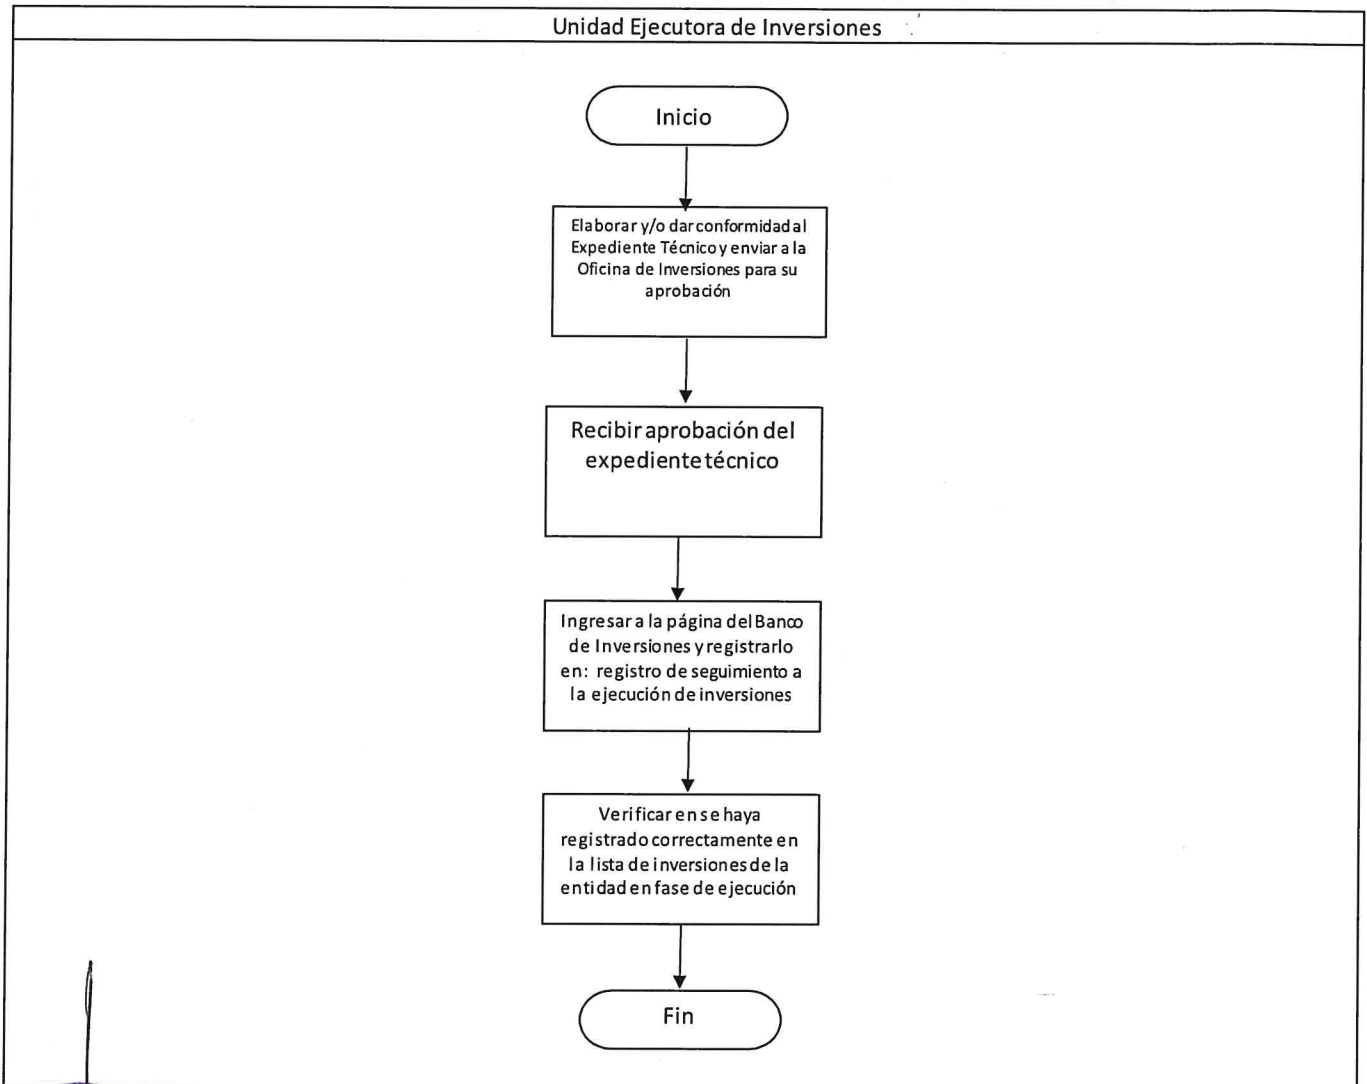 Unidad Ejecutora de Inversiones
Inicio
Elaborar y/o dar conformidad al
Expediente Técnico y enviar a la
Oficina de Inversiones para su
aprobación
Recibir aprobación del
expediente técnico
Ingresar a la página del Banco
de Inversiones y registrarlo
en: registro de seguimiento a
la ejecución de inversiones
Verificar en se haya
registrado correctamente en
la lista de inversiones de la
entidad en fase de ejecución
Fin